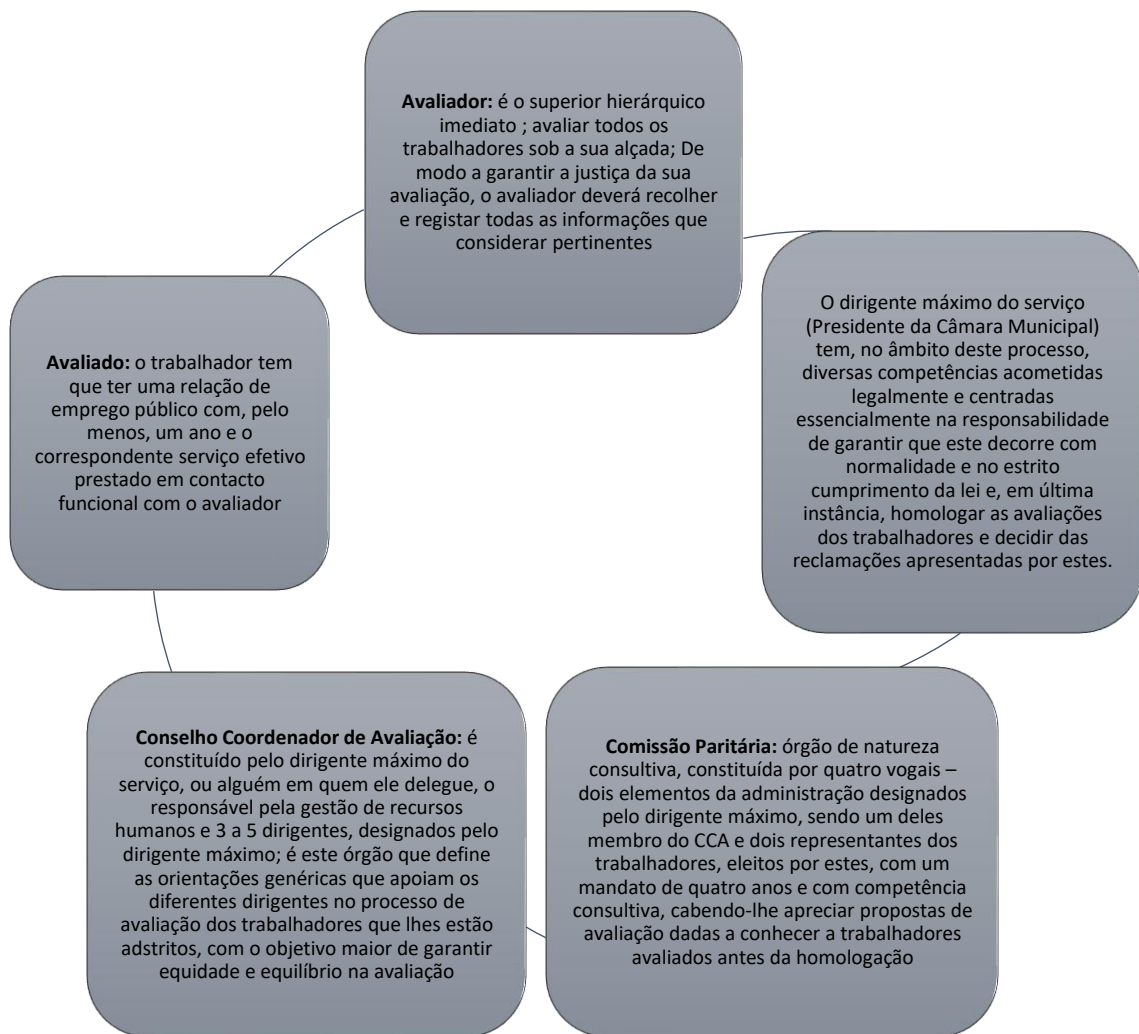 Avaliador: é o superior hierárquico
imediato ; avaliar todos os
trabalhadores sob a sua alçada; De
modo a garantir a justiça da sua
avaliação, o avaliador deverá recolher
e registar todas as informações que
considerar pertinentes
O dirigente máximo do serviço
(Presidente da Câmara Municipal)
tem, no âmbito deste processo,
diversas competências acometidas
legalmente e centradas
essencialmente na responsabilidade
de garantir que este decorre com
normalidade e no estrito
cumprimento da lei e, em última
instância, homologar as avaliações
dos trabalhadores e decidir das
reclamações apresentadas por estes.
Comissão Paritária: órgão de natureza
consultiva, constituída por quatro vogais –
dois elementos da administração designados
pelo dirigente máximo, sendo um deles
membro do CCA e dois representantes dos
trabalhadores, eleitos por estes, com um
mandato de quatro anos e com competência
consultiva, cabendo-lhe apreciar propostas de
avaliação dadas a conhecer a trabalhadores
avaliados antes da homologação
Conselho Coordenador de Avaliação: é
constituído pelo dirigente máximo do
serviço, ou alguém em quem ele delegue, o
responsável pela gestão de recursos
humanos e 3 a 5 dirigentes, designados pelo
dirigente máximo; é este órgão que define
as orientações genéricas que apoiam os
diferentes dirigentes no processo de
avaliação dos trabalhadores que lhes estão
adstritos, com o objetivo maior de garantir
equidade e equilíbrio na avaliação
Avaliado: o trabalhador tem
que ter uma relação de
emprego público com, pelo
menos, um ano e o
correspondente serviço efetivo
prestado em contacto
funcional com o avaliador